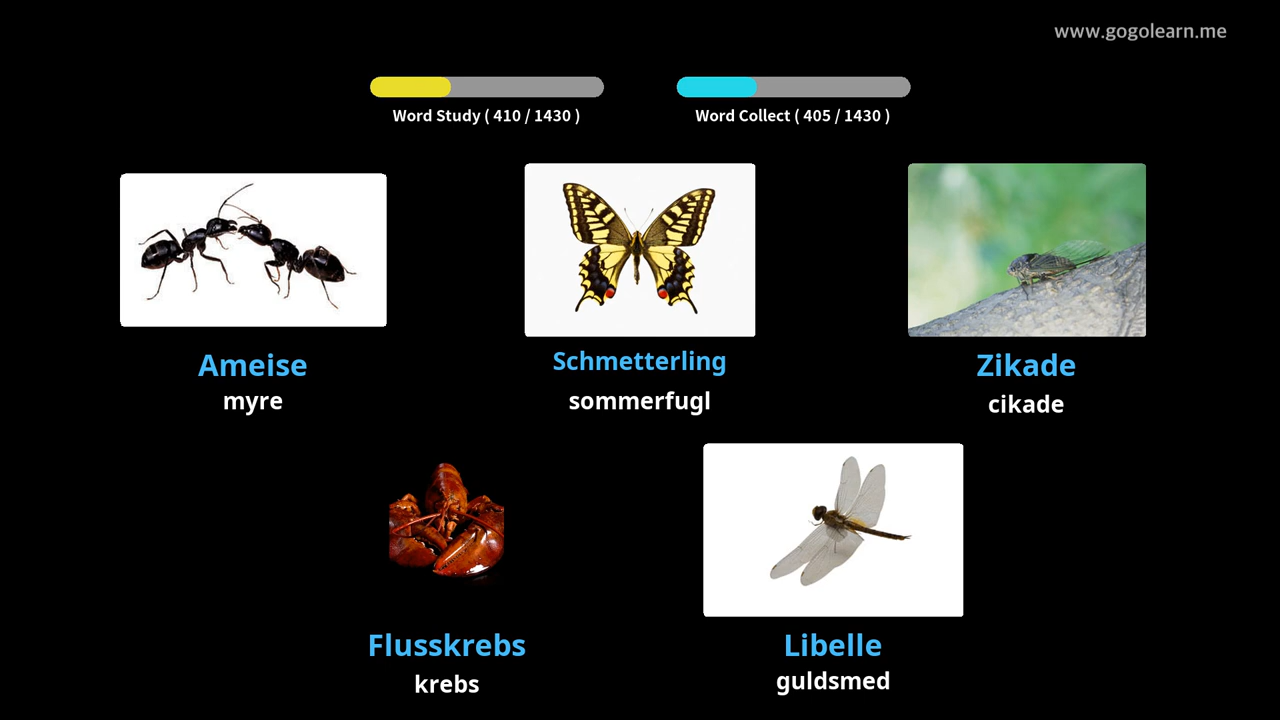 www.gogolearn.me
Word Study ( 410 / 1430 )
Word Collect ( 405 / 1430 )
Ameise
myre
Schmetterling
sommerfugl
Zikade
cikade
Flusskrebs
krebs
Libelle
guldsmed